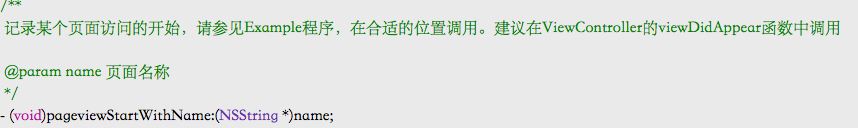 /**
记录某个页面访问的开始，请参见Example程序，在合适的位置调用。建议在ViewController的viewDidAppear函数中调用
@param name 页面名称
*/
- (void)pageviewStartWithName:(NSString *)name;